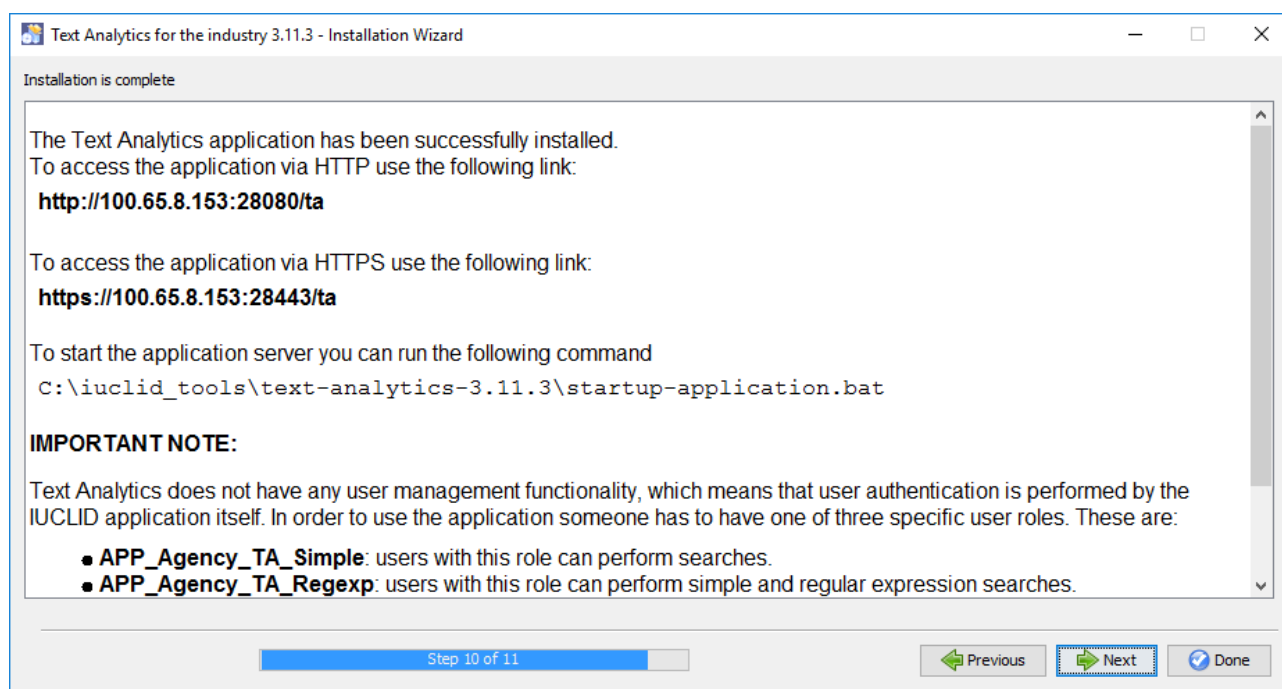 Text Analytics for the industry 3.11.3 - Installation Wizard
Installation is complete
The Text Analytics application has been successfully installed.
To access the application via HTTP use the following link:
http://100.65.8.153:28080/ta
To access the application via HTTPS use the following link:
https://100.65.8.153:28443/ta
To start the application server you can run the following command
C:\iuclid_tools\text-analytics-3.11.3\startup-application.bat
IMPORTANT NOTE:
Text Analytics does not have any user management functionality, which means that user authentication is performed by the
IUCLID application itself. In order to use the application someone has to have one of three specific user roles. These are:
● APP_Agency_TA_Simple: users with this role can perform searches.
● APP_Agency_TA_Regexp: users with this role can perform simple and regular expression searches.
Step 10 of 11
Previous
Next
Done